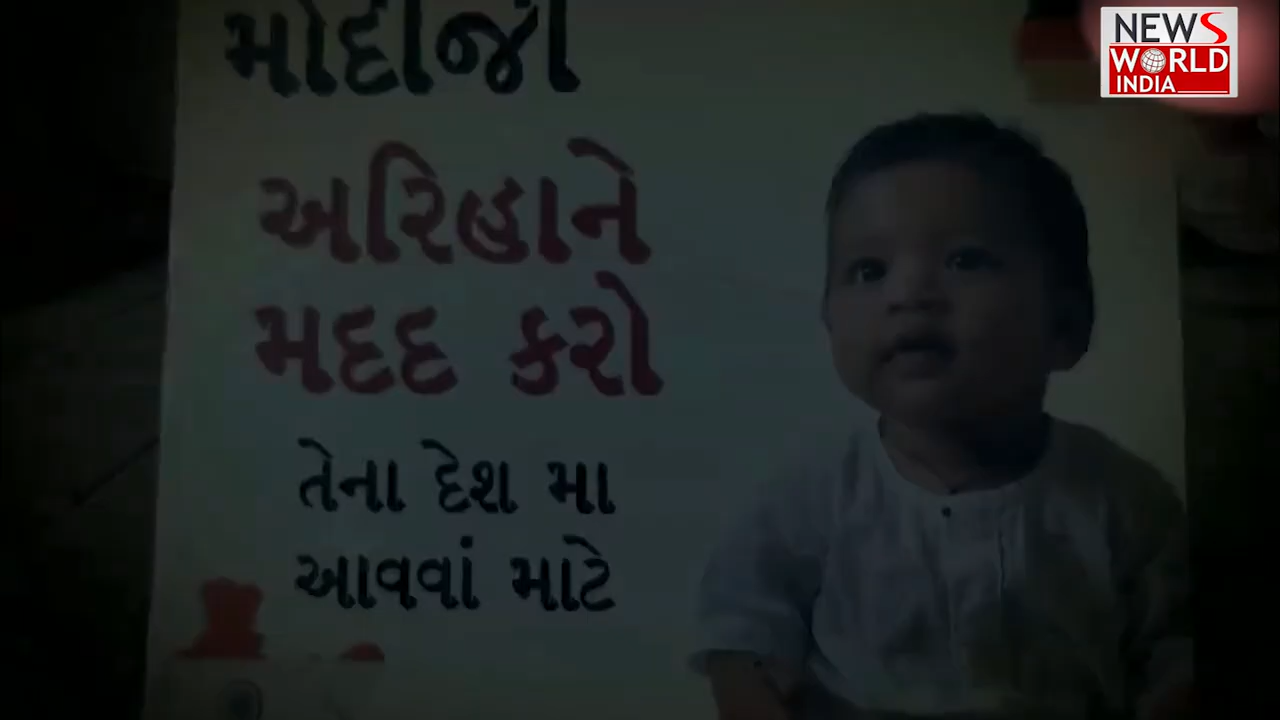 મોદીજી
અરિહાને
મદદ કરો
તેના દેશ મા
આવવાં માટે
NEWS
WORLD
INDIA